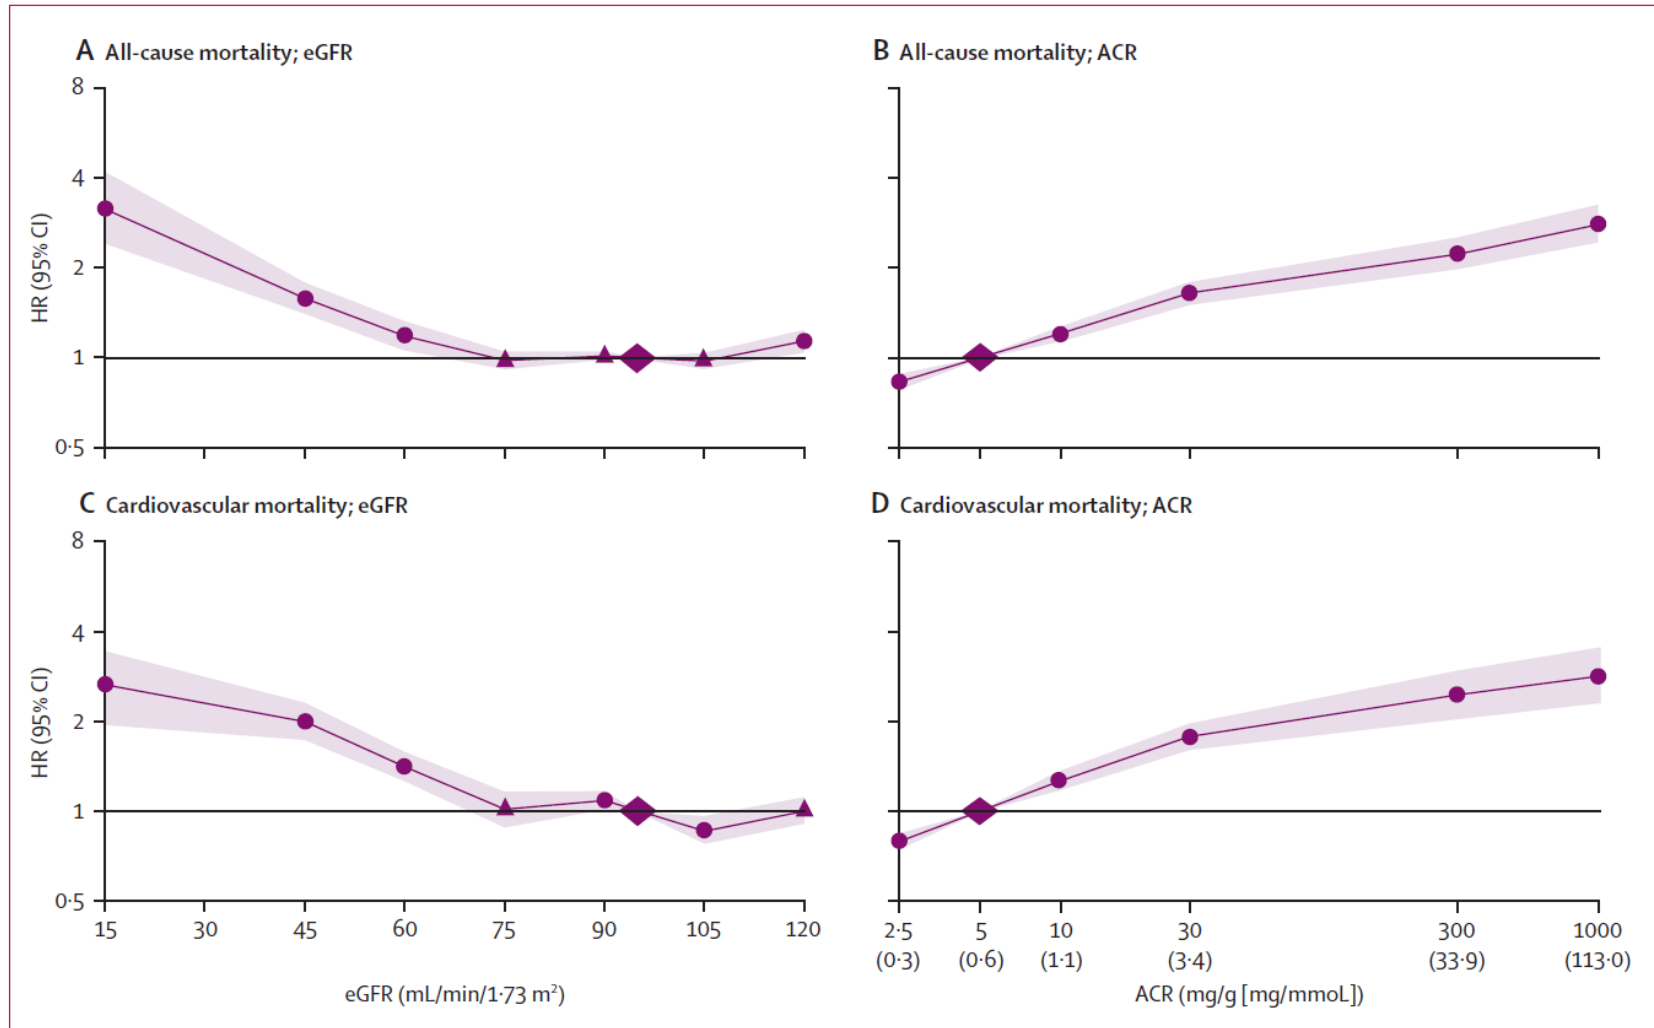 A All-cause mortality; eGFR
B All-cause mortality; ACR
HR (95% CI)
8
4
2
1
0·5
C Cardiovascular mortality; eGFR
D Cardiovascular mortality; ACR
HR (95% CI)
8
4
2
1
0·5
15 30 45 60 75 90 105 120
eGFR (mL/min/1·73 m²)
2·5 5 10 30 300 1000
(0·3) (0·6) (1·1) (3·4) (33·9) (113·0)
ACR (mg/g [mg/mmoL])